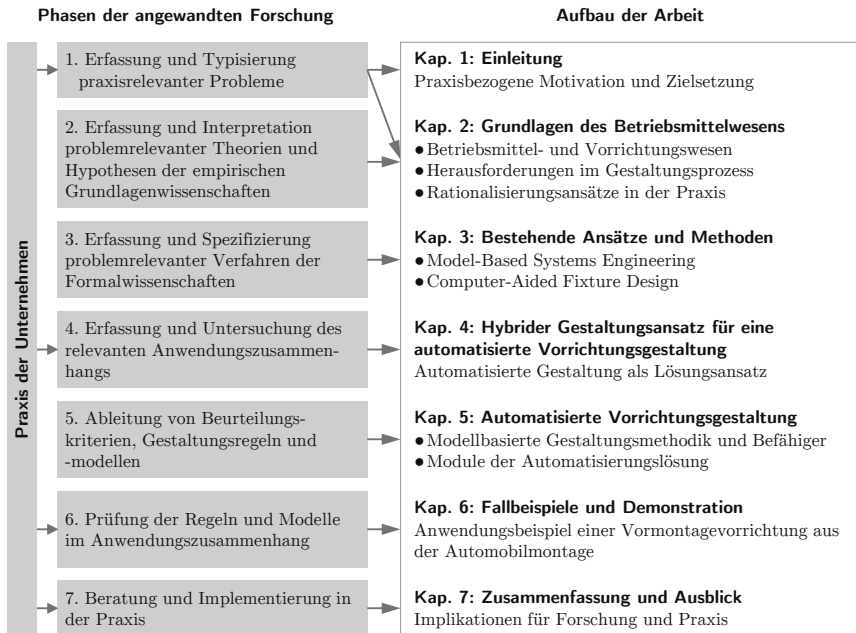 Phasen der angewandten Forschung
Aufbau der Arbeit
Praxis der Unternehmen
1. Erfassung und Typisierung
praxisrelevanter Probleme
2. Erfassung und Interpretation
problemrelevanter Theorien und
Hypothesen der empirischen
Grundlagenwissenschaften
3. Erfassung und Spezifizierung
problemrelevanter Verfahren der
Formalwissenschaften
4. Erfassung und Untersuchung des
relevanten Anwendungszusammen-
hangs
5. Ableitung von Beurteilungs-
kriterien, Gestaltungsregeln und
-modellen
6. Prüfung der Regeln und Modelle
im Anwendungszusammenhang
7. Beratung und Implementierung in
der Praxis
Kap. 1: Einleitung
Praxisbezogene Motivation und Zielsetzung
Kap. 2: Grundlagen des Betriebsmittelwesens
● Betriebsmittel- und Vorrichtungswesen
● Herausforderungen im Gestaltungsprozess
● Rationalisierungsansätze in der Praxis
Kap. 3: Bestehende Ansätze und Methoden
● Model-Based Systems Engineering
● Computer-Aided Fixture Design
Kap. 4: Hybrider Gestaltungsansatz für eine
automatisierte Vorrichtungsgestaltung
Automatisierte Gestaltung als Lösungsansatz
Kap. 5: Automatisierte Vorrichtungsgestaltung
● Modellbasierte Gestaltungsmethodik und Befähiger
● Module der Automatisierungslösung
Kap. 6: Fallbeispiele und Demonstration
Anwendungsbeispiel einer Vormontagevorrichtung aus
der Automobilmontage
Kap. 7: Zusammenfassung und Ausblick
Implikationen für Forschung und Praxis